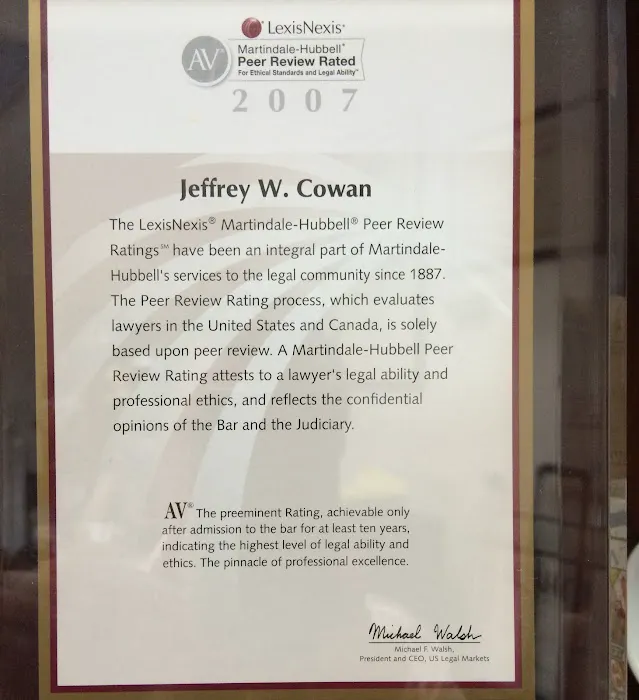 LexisNexis®
AV®
Martindale-Hubbell®
Peer Review Rated
For Ethical Standards and Legal Ability™
2007
Jeffrey W. Cowan
The LexisNexis® Martindale-Hubbell® Peer Review
Ratings℠ have been an integral part of Martindale-
Hubbell's services to the legal community since 1887.
The Peer Review Rating process, which evaluates
lawyers in the United States and Canada, is solely
based upon peer review. A Martindale-Hubbell Peer
Review Rating attests to a lawyer's legal ability and
professional ethics, and reflects the confidential
opinions of the Bar and the Judiciary.
AV® The preeminent Rating, achievable only
after admission to the bar for at least ten years,
indicating the highest level of legal ability and
ethics. The pinnacle of professional excellence.
Michael Walsh
Michael F. Walsh,
President and CEO, US Legal Markets